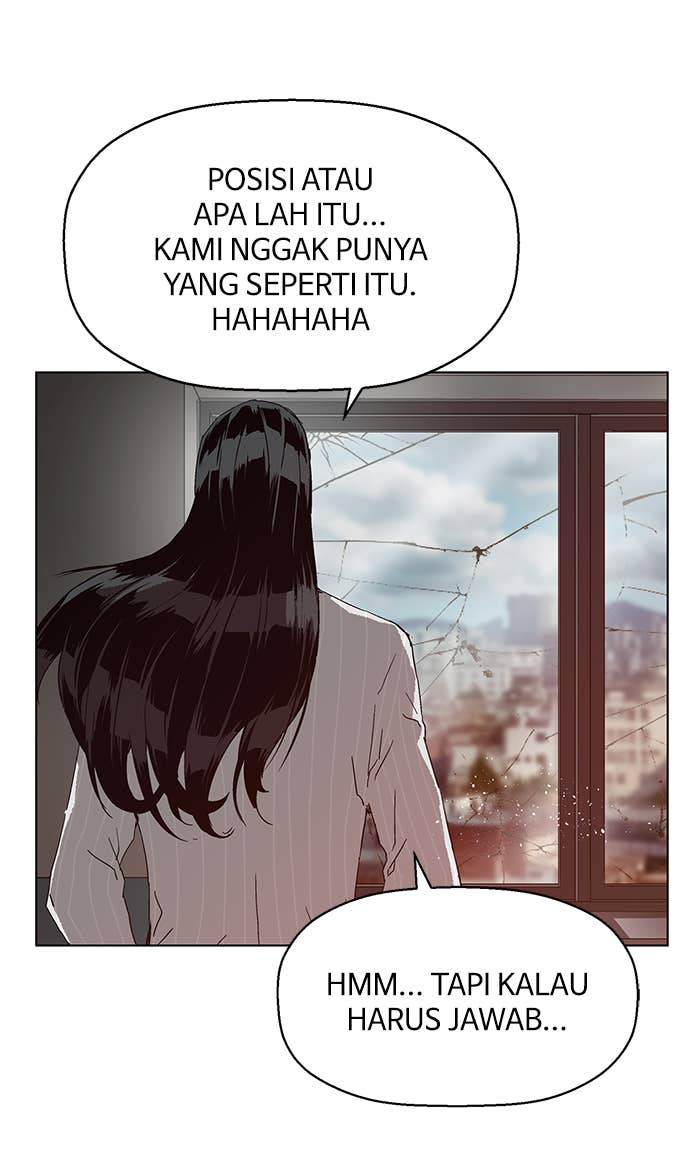 POSISI ATAU
APA LAH ITU...
KAMI NGGAK PUNYA
YANG SEPERTI ITU.
HAHAHAHA
HMM... TAPI KALAU
HARUS JAWAB...